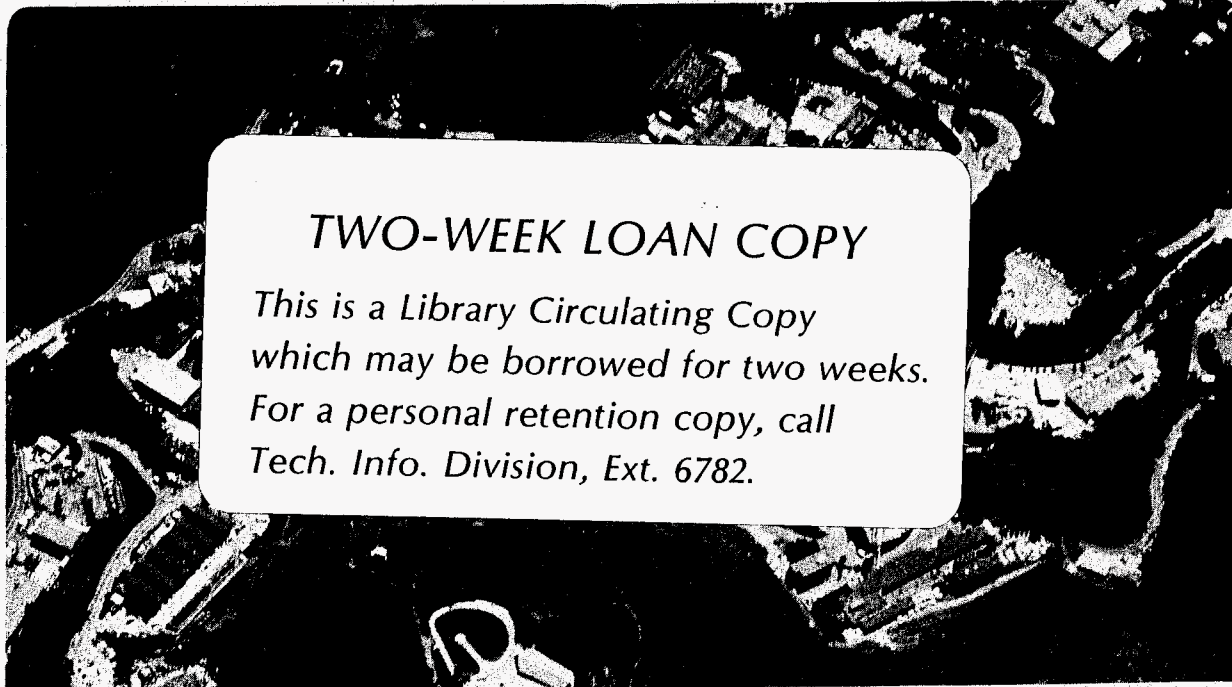 TWO-WEEK LOAN COPY
This is a Library Circulating Copy
which may be borrowed for two weeks.
For a personal retention copy, call
Tech. Info. Division, Ext. 6782.